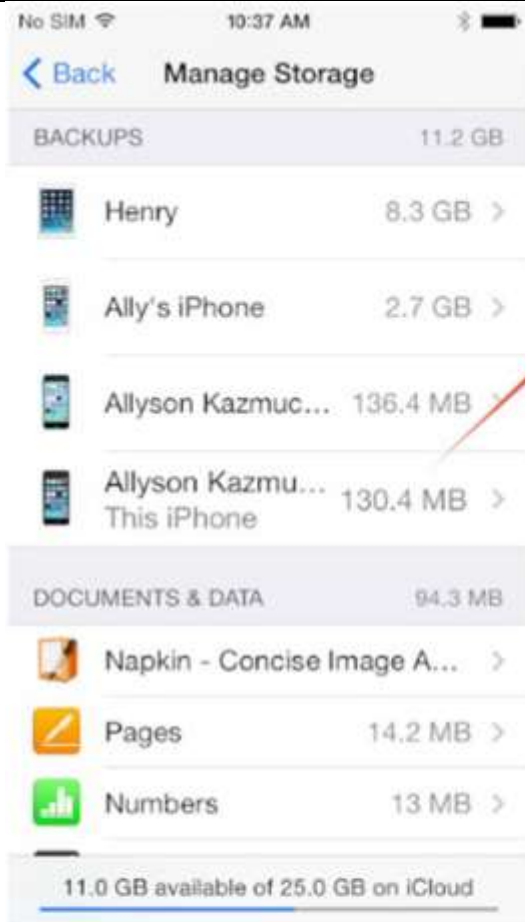 No SIM 10:37 AM
Back Manage Storage
BACKUPS 11.2 GB
Henry 8.3 GB
Ally's iPhone 2.7 GB
Allyson Kazmuc... 136.4 MB
Allyson Kazmu... 130.4 MB
This iPhone
DOCUMENTS & DATA 94.3 MB
Napkin - Concise Image A...
Pages 14.2 MB
Numbers 13 MB
11.0 GB available of 25.0 GB on iCloud